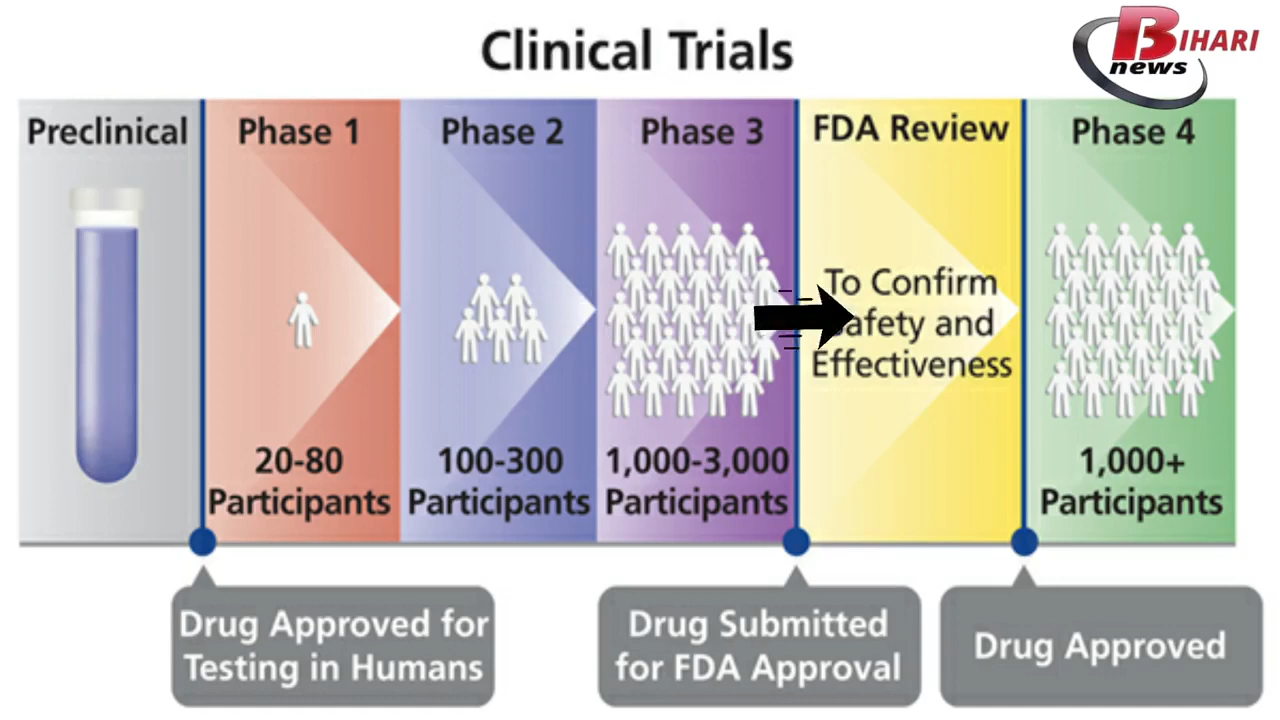 Clinical Trials
BIHARI
news
Preclinical
Phase 1
Phase 2
Phase 3
FDA Review
Phase 4
To Confirm
Safety and
Effectiveness
20-80
Participants
100-300
Participants
1,000-3,000
Participants
1,000+
Participants
Drug Approved for
Testing in Humans
Drug Submitted
for FDA Approval
Drug Approved